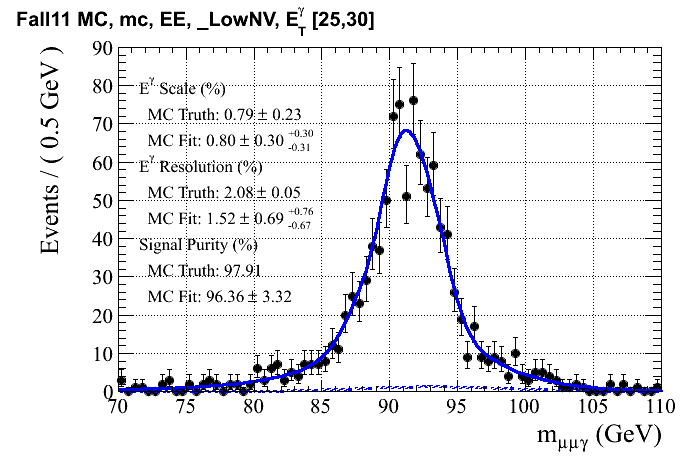 Fall11 MC, mc, EE, _LowNV, E_T^γ [25,30]
Events / ( 0.5 GeV )
90
80
70
60
50
40
30
20
10
0
E^γ Scale (%)
MC Truth: 0.79 ± 0.23
MC Fit: 0.80 ± 0.30 +0.30 -0.31
E^γ Resolution (%)
MC Truth: 2.08 ± 0.05
MC Fit: 1.52 ± 0.69 +0.76 -0.67
Signal Purity (%)
MC Truth: 97.91
MC Fit: 96.36 ± 3.32
70 75 80 85 90 95 100 105 110
m_μμγ (GeV)